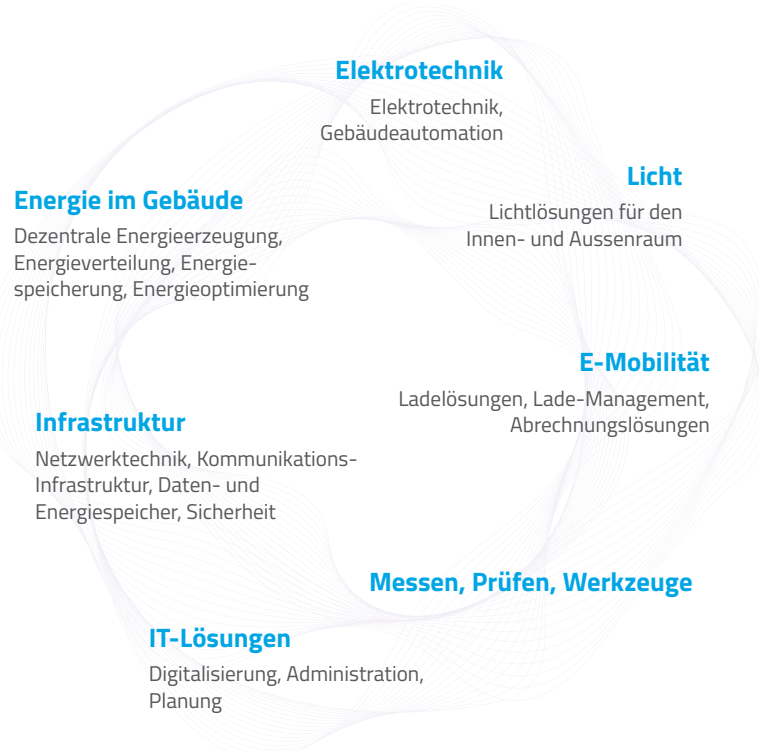 Elektrotechnik
Elektrotechnik,
Gebäudeautomation
Licht
Lichtlösungen für den
Innen- und Aussenraum
Energie im Gebäude
Dezentrale Energieerzeugung,
Energieverteilung, Energie-
speicherung, Energieoptimierung
E-Mobilität
Ladelösungen, Lade-Management,
Abrechnungslösungen
Infrastruktur
Netzwerktechnik, Kommunikations-
Infrastruktur, Daten- und
Energiespeicher, Sicherheit
Messen, Prüfen, Werkzeuge
IT-Lösungen
Digitalisierung, Administration,
Planung